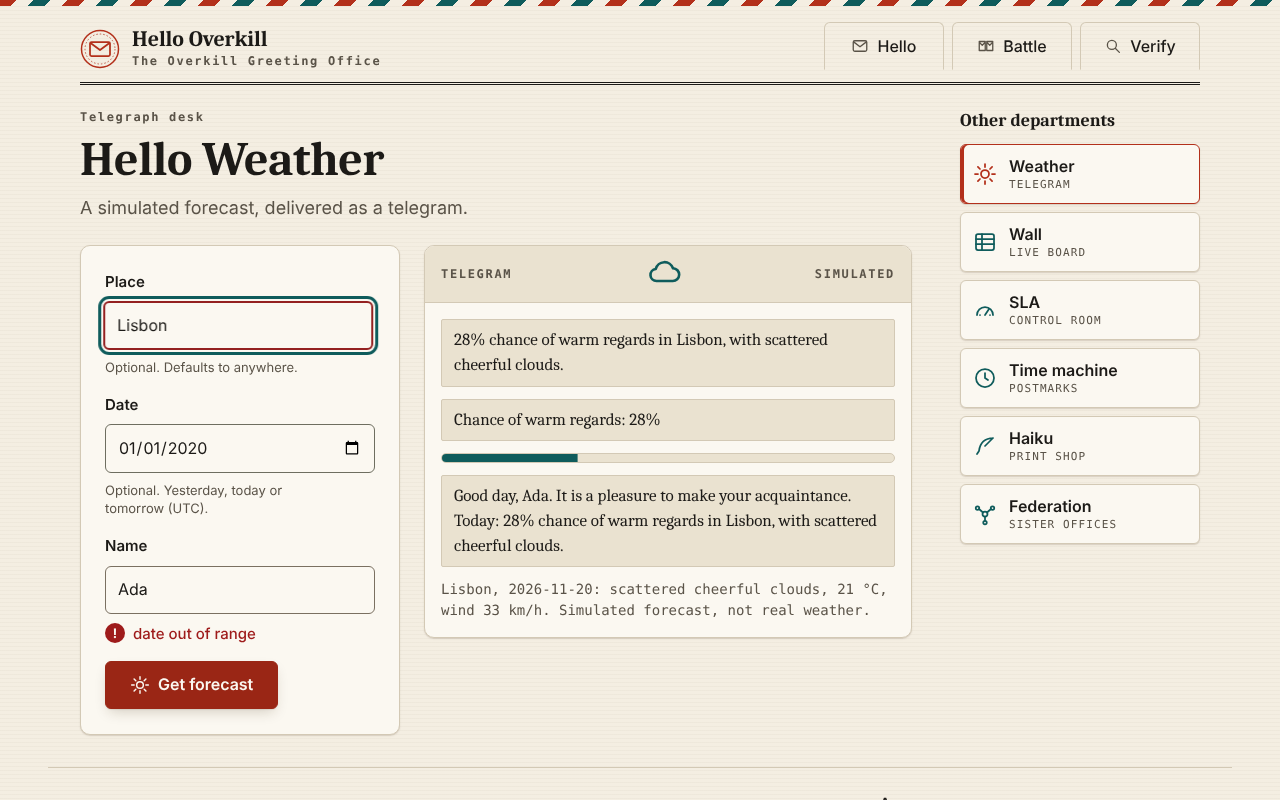 Hello Overkill
The Overkill Greeting Office
Hello
Battle
Verify
Telegraph desk
Hello Weather
A simulated forecast, delivered as a telegram.
Place
Lisbon
Optional. Defaults to anywhere.
Date
01/01/2020
Optional. Yesterday, today or
tomorrow (UTC).
Name
Ada
! date out of range
Get forecast
TELEGRAM
SIMULATED
28% chance of warm regards in Lisbon, with scattered
cheerful clouds.
Chance of warm regards: 28%
Good day, Ada. It is a pleasure to make your acquaintance.
Today: 28% chance of warm regards in Lisbon, with scattered
cheerful clouds.
Lisbon, 2026-11-20: scattered cheerful clouds, 21 °C,
wind 33 km/h. Simulated forecast, not real weather.
Other departments
Weather
TELEGRAM
Wall
LIVE BOARD
SLA
CONTROL ROOM
Time machine
POSTMARKS
Haiku
PRINT SHOP
Federation
SISTER OFFICES